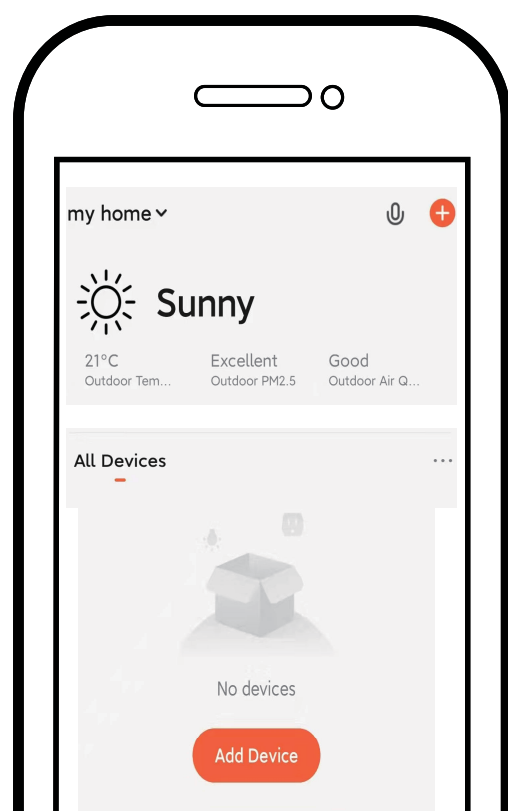 my home
Sunny
21°C Excellent Good
Outdoor Tem... Outdoor PM2.5 Outdoor Air Q...
All Devices
No devices
Add Device